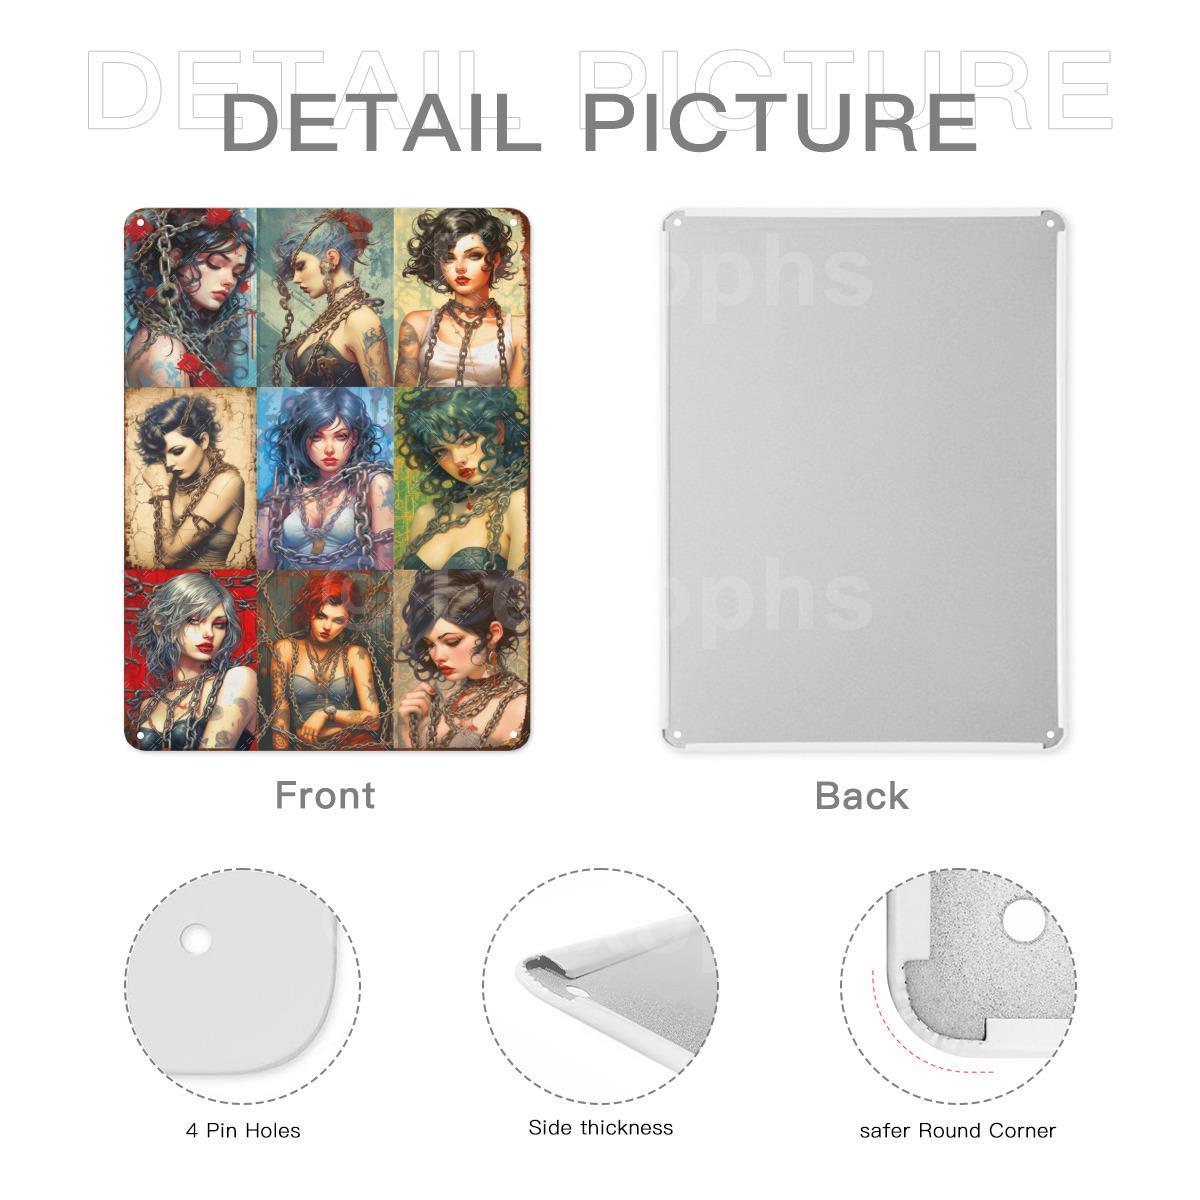 DETAIL PICTURE
DETAIL PICTURE
Front
Back
4 Pin Holes
Side thickness
safer Round Corner